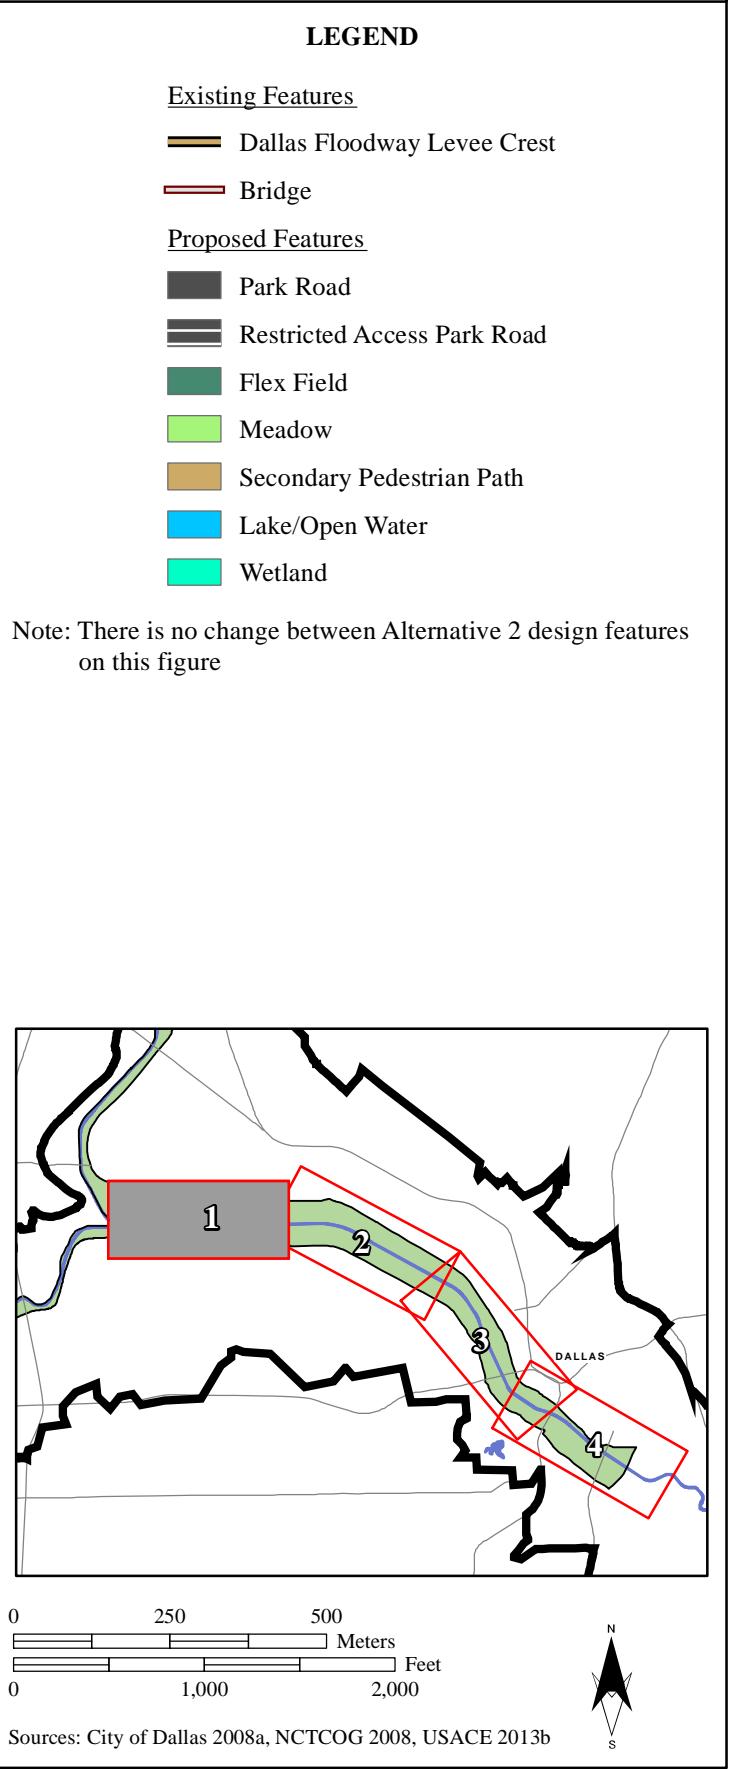 LEGEND
Existing Features
Dallas Floodway Levee Crest
Bridge
Proposed Features
Park Road
Restricted Access Park Road
Flex Field
Meadow
Secondary Pedestrian Path
Lake/Open Water
Wetland
Note: There is no change between Alternative 2 design features
on this figure
1
2
3
DALLAS
4
0 250 500
Meters
Feet
0 1,000 2,000
N
S
Sources: City of Dallas 2008a, NCTCOG 2008, USACE 2013b